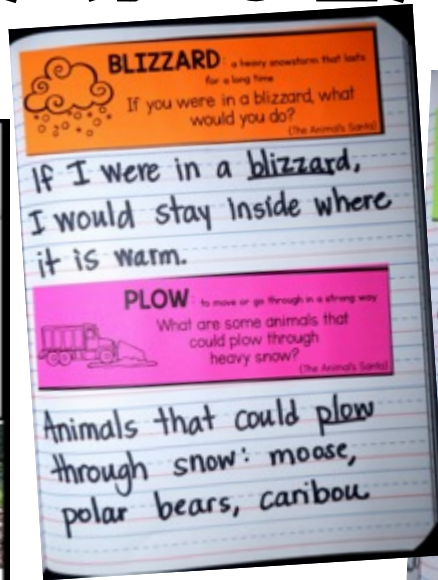 BLIZZARD: a heavy snowstorm that lasts
for a long time
If you were in a blizzard, what
would you do?
(The Animal's Santa)
If I were in a blizzard,
I would stay inside where
it is warm.
PLOW: to move or go through in a strong way
What are some animals that
could plow through
heavy snow?
(The Animal's Santa)
Animals that could plow
through snow: moose,
polar bears, caribou